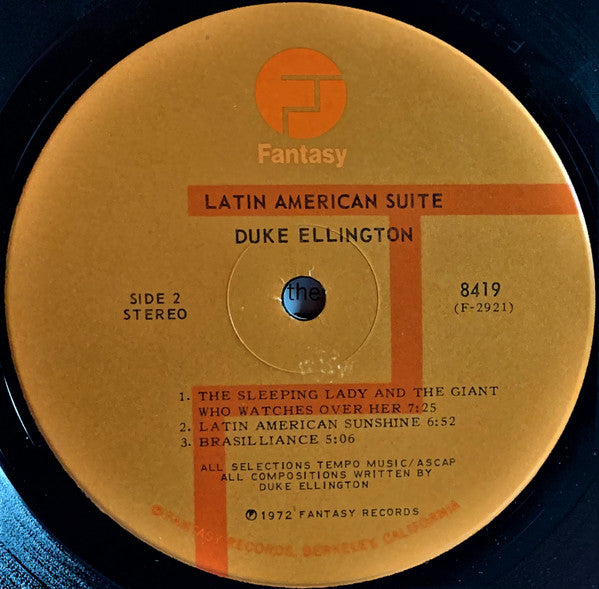 Fantasy
LATIN AMERICAN SUITE
DUKE ELLINGTON
the
SIDE 2
STEREO
8419
(F-2921)
1. THE SLEEPING LADY AND THE GIANT
WHO WATCHES OVER HER 7:25
2. LATIN AMERICAN SUNSHINE 6:52
3. BRASILLIANCE 5:06
ALL SELECTIONS TEMPO MUSIC/ASCAP
ALL COMPOSITIONS WRITTEN BY
DUKE ELLINGTON
℗ 1972 FANTASY RECORDS
© FANTASY RECORDS, BERKELEY, CALIFORNIA